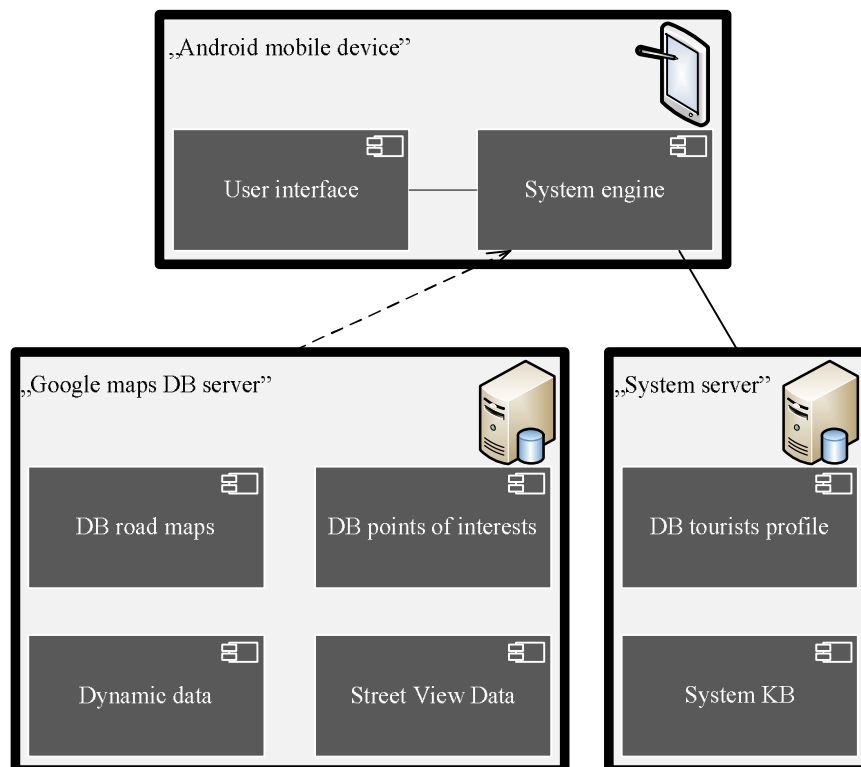 „Android mobile device”
User interface
System engine
„Google maps DB server”
„System server”
DB road maps
DB points of interests
DB tourists profile
Dynamic data
Street View Data
System KB